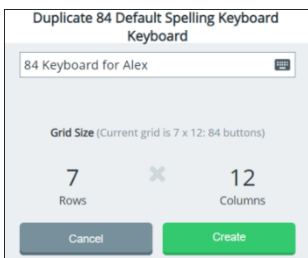 Duplicate 84 Default Spelling Keyboard
Keyboard
84 Keyboard for Alex
Grid Size (Current grid is 7 x 12: 84 buttons)
7 × 12
Rows Columns
Cancel Create